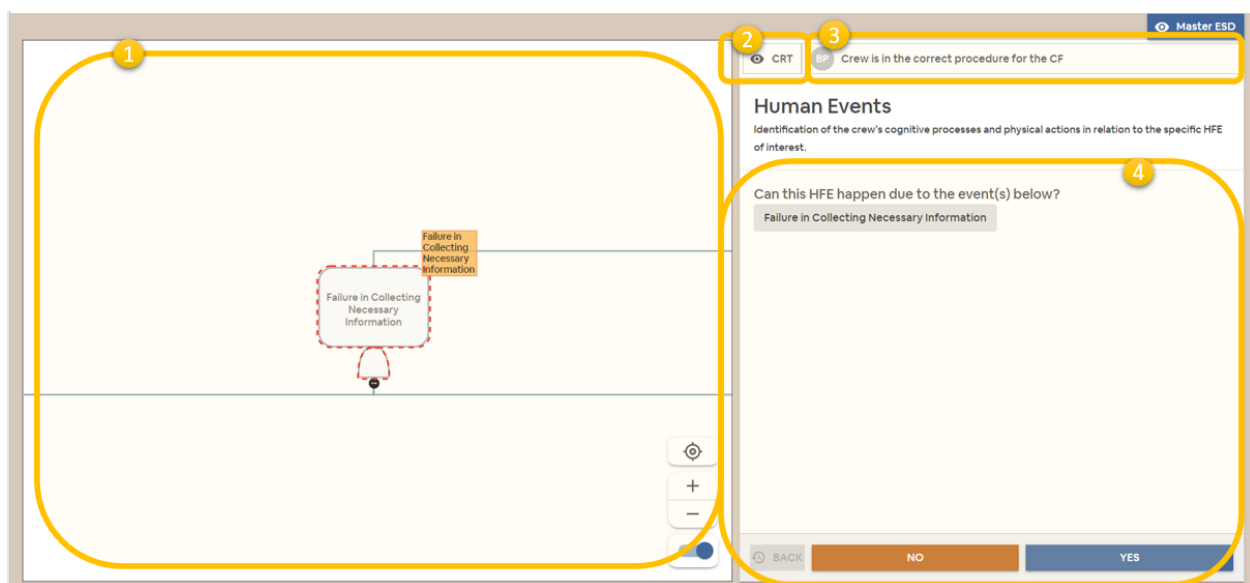 Master ESD
1
2
3
CRT
BP
Crew is in the correct procedure for the CF
Human Events
Identification of the crew's cognitive processes and physical actions in relation to the specific HFE
of interest.
4
Can this HFE happen due to the event(s) below?
Failure in Collecting Necessary Information
Failure in
Collecting
Necessary
Information
Failure in Collecting
Necessary
Information
BACK
NO
YES